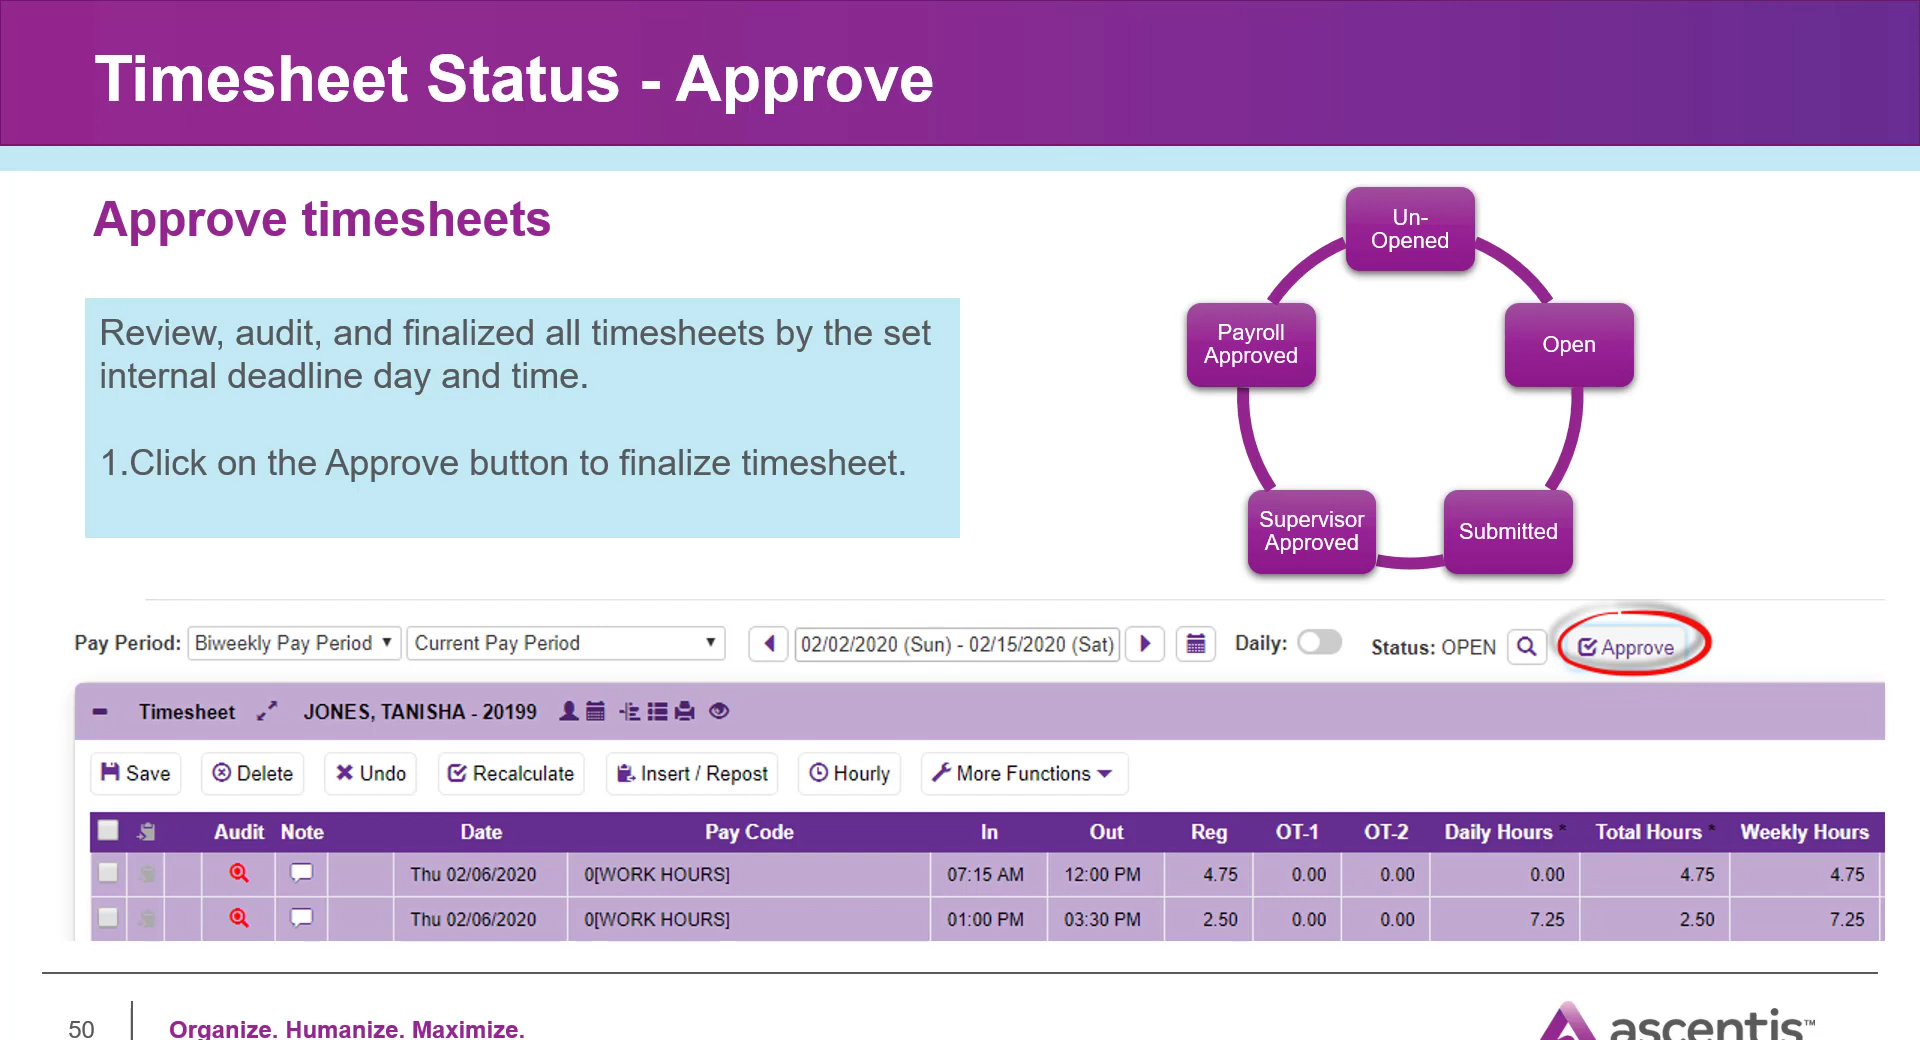 Timesheet Status - Approve
Approve timesheets
Review, audit, and finalized all timesheets by the set
internal deadline day and time.
1.Click on the Approve button to finalize timesheet.
Un-
Opened
Payroll
Approved
Open
Supervisor
Approved
Submitted
Pay Period: Biweekly Pay Period Current Pay Period 02/02/2020 (Sun) - 02/15/2020 (Sat) Daily: Status: OPEN Approve
Timesheet JONES, TANISHA - 20199
Save Delete Undo Recalculate Insert / Repost Hourly More Functions
Audit Note Date Pay Code In Out Reg OT-1 OT-2 Daily Hours * Total Hours * Weekly Hours
Thu 02/06/2020 0[WORK HOURS] 07:15 AM 12:00 PM 4.75 0.00 0.00 0.00 4.75 4.75
Thu 02/06/2020 0[WORK HOURS] 01:00 PM 03:30 PM 2.50 0.00 0.00 7.25 2.50 7.25
50 Organize. Humanize. Maximize. ascentis™